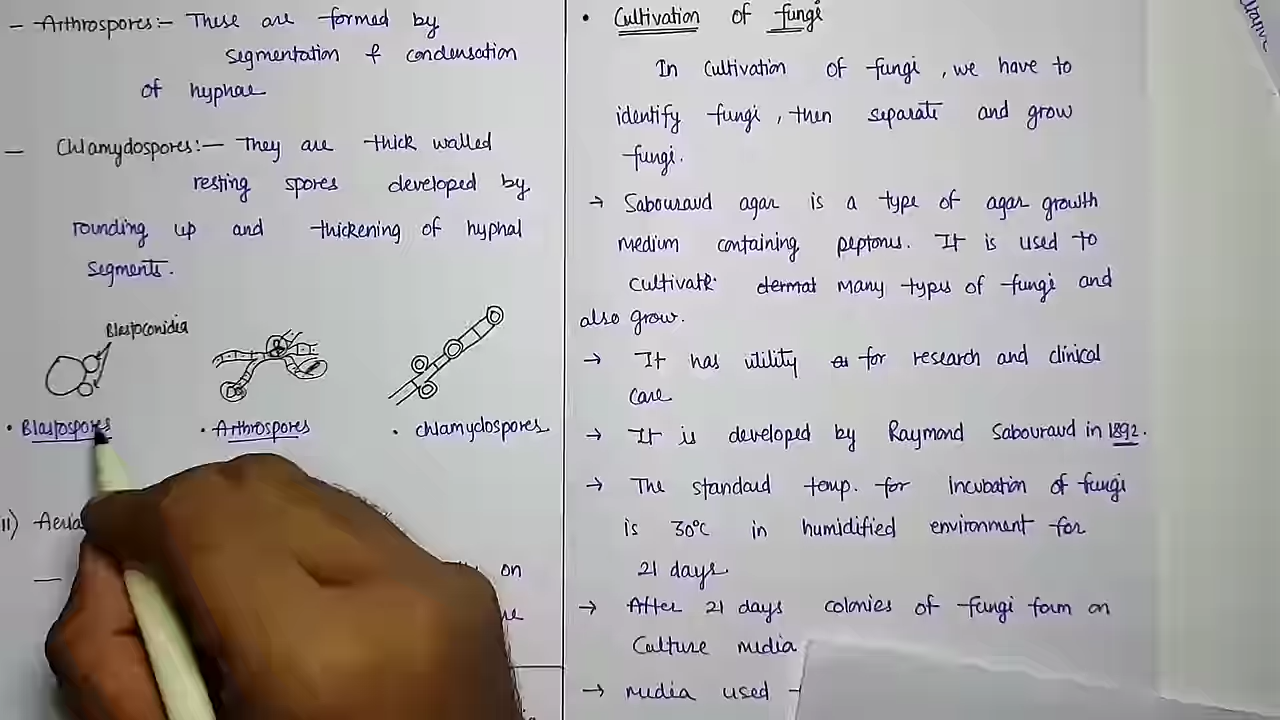 - Arthrospores:- These are formed by
segmentation & condensation
of hyphae
- Chlamydospores:- They are thick walled
resting spores developed by
rounding up and thickening of hyphal
segments.
Blastoconidia
• Blastospores • Arthrospores • chlamydospores
ii) Aeria
— on
• Cultivation of fungi
In Cultivation of fungi, we have to
identify fungi, then separate and grow
fungi.
→ Sabouraud agar is a type of agar growth
medium containing peptones. It is used to
cultivate dermat many types of fungi and
also grow.
→ It has utility as for research and clinical
care
→ It is developed by Raymond Sabouraud in 1892.
→ The standard temp. for incubation of fungi
is 30°C in humidified environment for
21 days
→ After 21 days colonies of fungi form on
Culture media
→ media used -